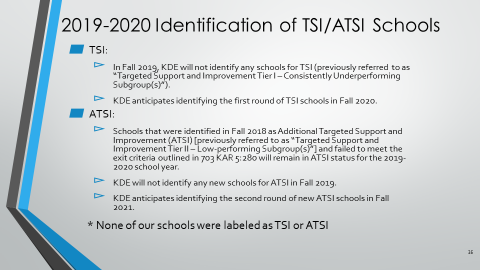 2019-2020 Identification of TSI/ATSI Schools
TSI:
In Fall 2019, KDE will not identify any schools for TSI (previously referred to as
"Targeted Support and Improvement Tier I – Consistently Underperforming
Subgroup(s)").
KDE anticipates identifying the first round of TSI schools in Fall 2020.
ATSI:
Schools that were identified in Fall 2018 as Additional Targeted Support and
Improvement (ATSI) [previously referred to as "Targeted Support and
Improvement Tier II – Low-performing Subgroup(s)"] and failed to meet the
exit criteria outlined in 703 KAR 5:280 will remain in ATSI status for the 2019-
2020 school year.
KDE will not identify any new schools for ATSI in Fall 2019.
KDE anticipates identifying the second round of new ATSI schools in Fall
2021.
* None of our schools were labeled as TSI or ATSI
16